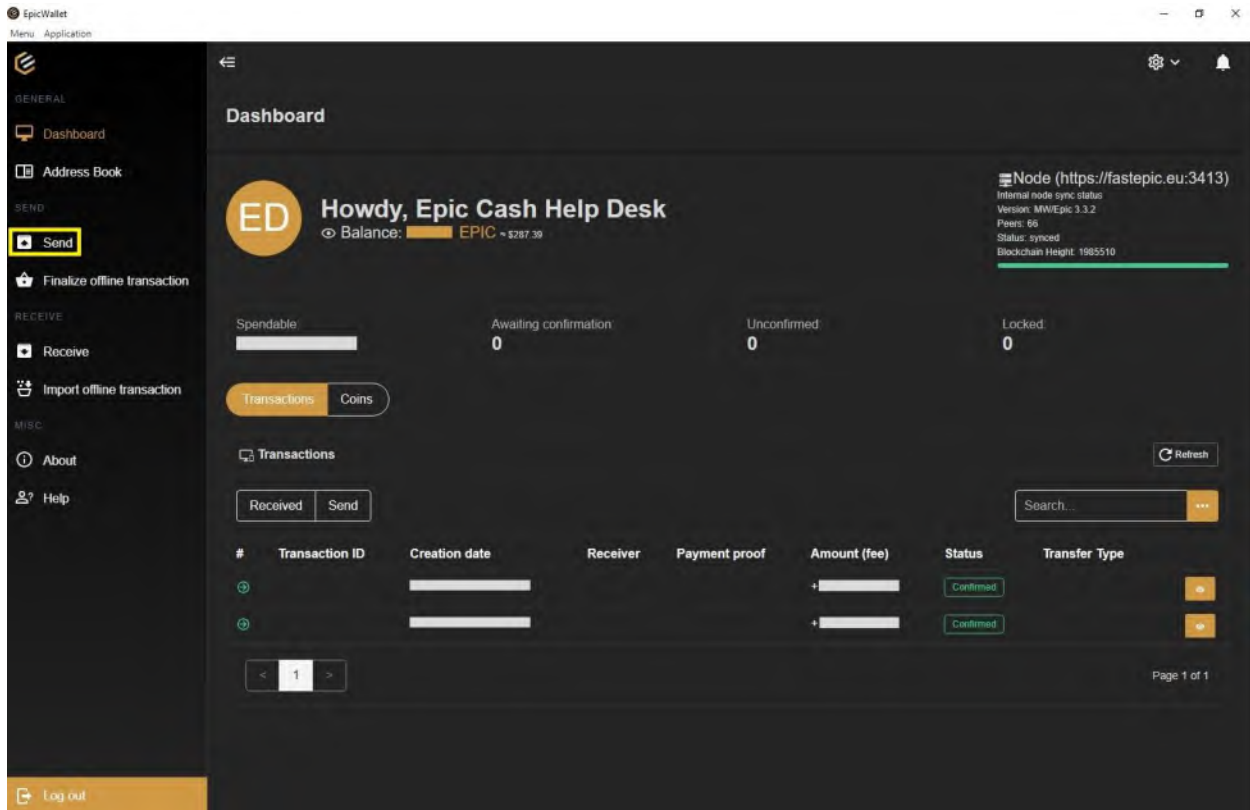 EpicWallet
Menu Application
GENERAL
Dashboard
Address Book
SEND
Send
Finalize offline transaction
RECEIVE
Receive
Import offline transaction
MISC
About
Help
Log out
Dashboard
ED
Howdy, Epic Cash Help Desk
Balance: EPIC ≈ $287.39
Node (https://fastepic.eu:3413)
Internal node sync status
Version: MW/Epic 3.3.2
Peers: 66
Status: synced
Blockchain Height: 1985510
Spendable: Awaiting confirmation Unconfirmed Locked:
0 0 0
Transactions Coins
Transactions Refresh
Received Send Search... ...
# Transaction ID Creation date Receiver Payment proof Amount (fee) Status Transfer Type
+ Confirmed
+ Confirmed
< 1 > Page 1 of 1